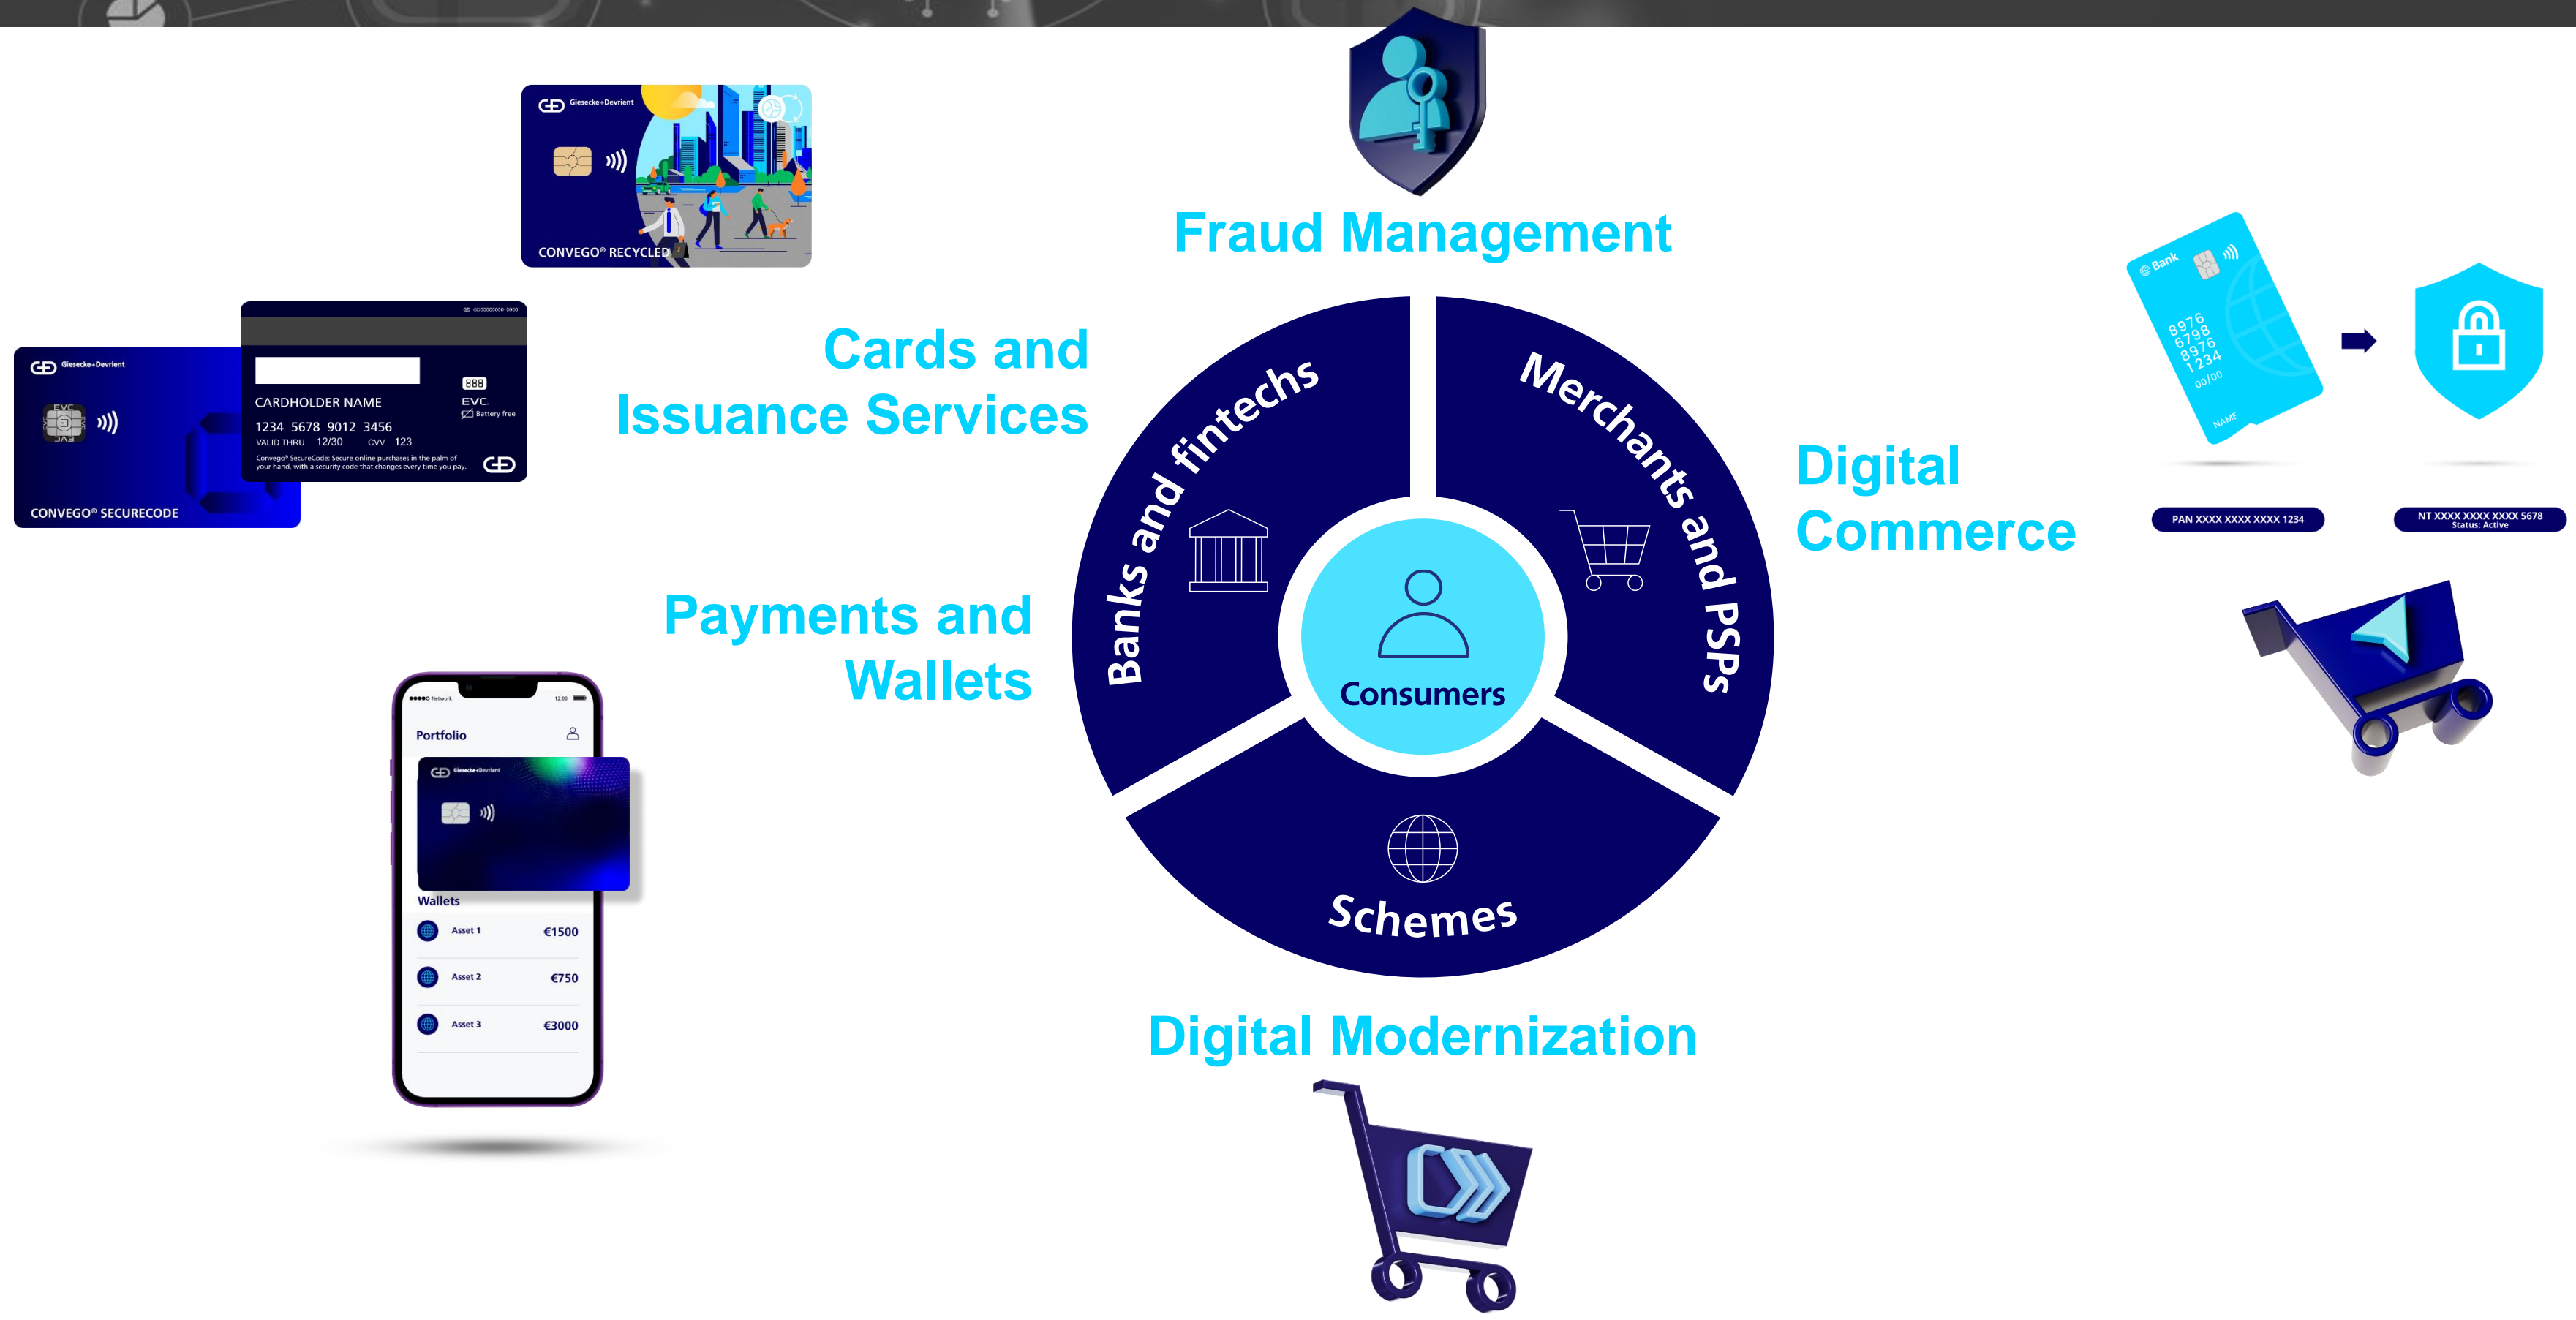 Giesecke+Devrient
CONVEGO® RECYCLED
Fraud Management
Cards and
Issuance Services
Giesecke+Devrient
EVC
CONVEGO® SECURECODE
888
EVC
Battery free
CARDHOLDER NAME
1234 5678 9012 3456
VALID THRU 12/30 CVV 123
Convego® SecureCode: Secure online purchases in the palm of
your hand, with a security code that changes every time you pay.
Payments and
Wallets
Network 12:00
Portfolio
Giesecke+Devrient
Wallets
Asset 1 €1500
Asset 2 €750
Asset 3 €3000
Banks and fintechs
Merchants and PSPs
Consumers
Schemes
Digital
Commerce
Bank
8976
6798
8976
1234
00/00
NAME
PAN XXXX XXXX XXXX 1234
NT XXXX XXXX XXXX 5678
Status: Active
Digital Modernization